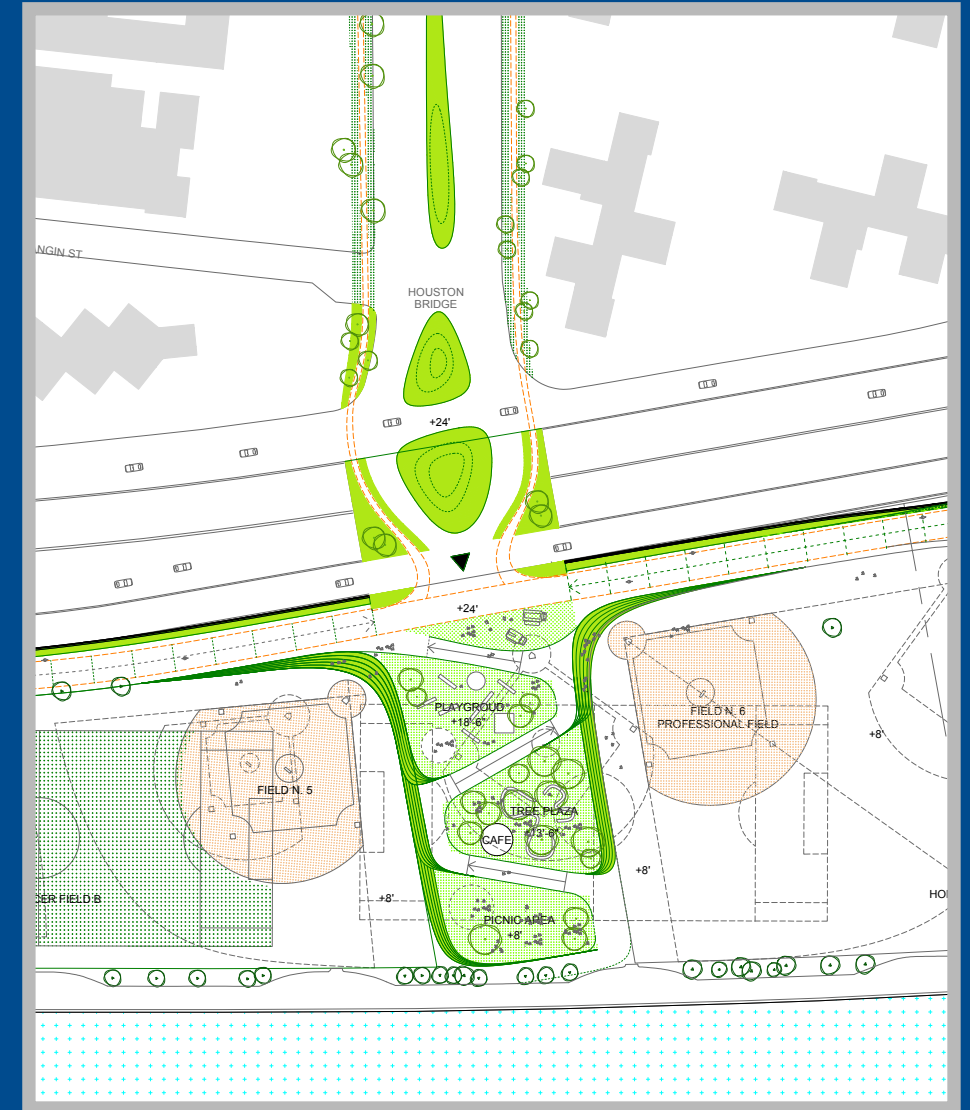 NGIN ST
HOUSTON
BRIDGE
+24'
+24'
PLAYGROUD
+18'-6"
FIELD N. 6
PROFESSIONAL FIELD
+8'
FIELD N. 5
TREE PLAZA
+13'-6"
CAFE
+8'
CER FIELD B
+8'
HO
PICNIC AREA
+8'